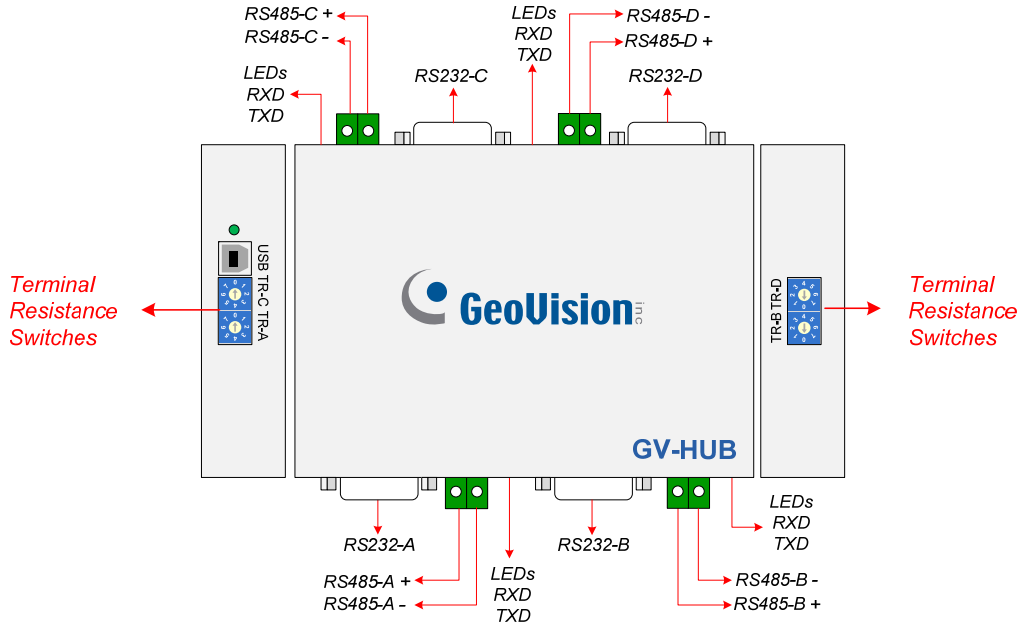 RS485-C +
RS485-C -
LEDs
RXD
TXD
RS232-C
LEDs
RXD
TXD
RS485-D -
RS485-D +
RS232-D
Terminal
Resistance
Switches
USB TR-C TR-A
GeoVision
inc
GV-HUB
TR-B TR-D
Terminal
Resistance
Switches
RS232-A
RS485-A +
RS485-A -
LEDs
RXD
TXD
RS232-B
LEDs
RXD
TXD
RS485-B -
RS485-B +